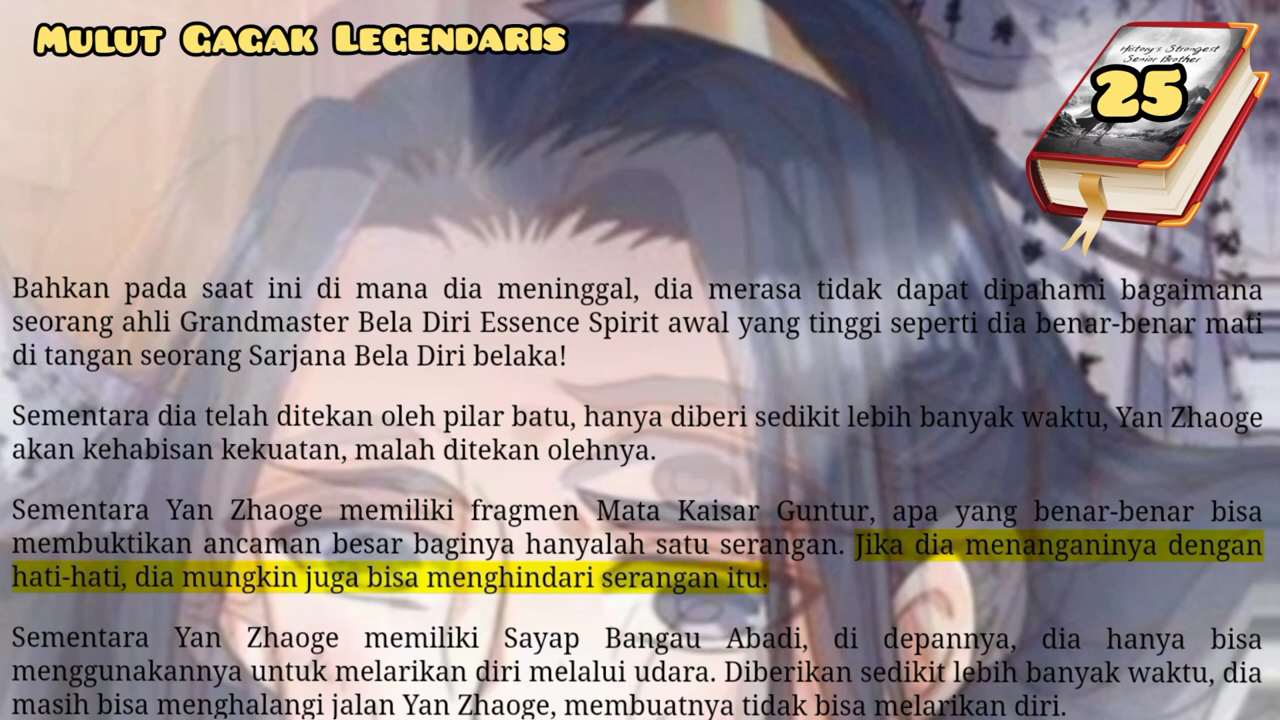 Mulut Gagak Legendaris
History's Strongest
Senior Brother
25
Bahkan pada saat ini di mana dia meninggal, dia merasa tidak dapat dipahami bagaimana
seorang ahli Grandmaster Bela Diri Essence Spirit awal yang tinggi seperti dia benar-benar mati
di tangan seorang Sarjana Bela Diri belaka!
Sementara dia telah ditekan oleh pilar batu, hanya diberi sedikit lebih banyak waktu, Yan Zhaoge
akan kehabisan kekuatan, malah ditekan olehnya.
Sementara Yan Zhaoge memiliki fragmen Mata Kaisar Guntur, apa yang benar-benar bisa
membuktikan ancaman besar baginya hanyalah satu serangan. Jika dia menanganinya dengan
hati-hati, dia mungkin juga bisa menghindari serangan itu.
Sementara Yan Zhaoge memiliki Sayap Bangau Abadi, di depannya, dia hanya bisa
menggunakannya untuk melarikan diri melalui udara. Diberikan sedikit lebih banyak waktu, dia
masih bisa menghalangi jalan Yan Zhaoge, membuatnya tidak bisa melarikan diri.